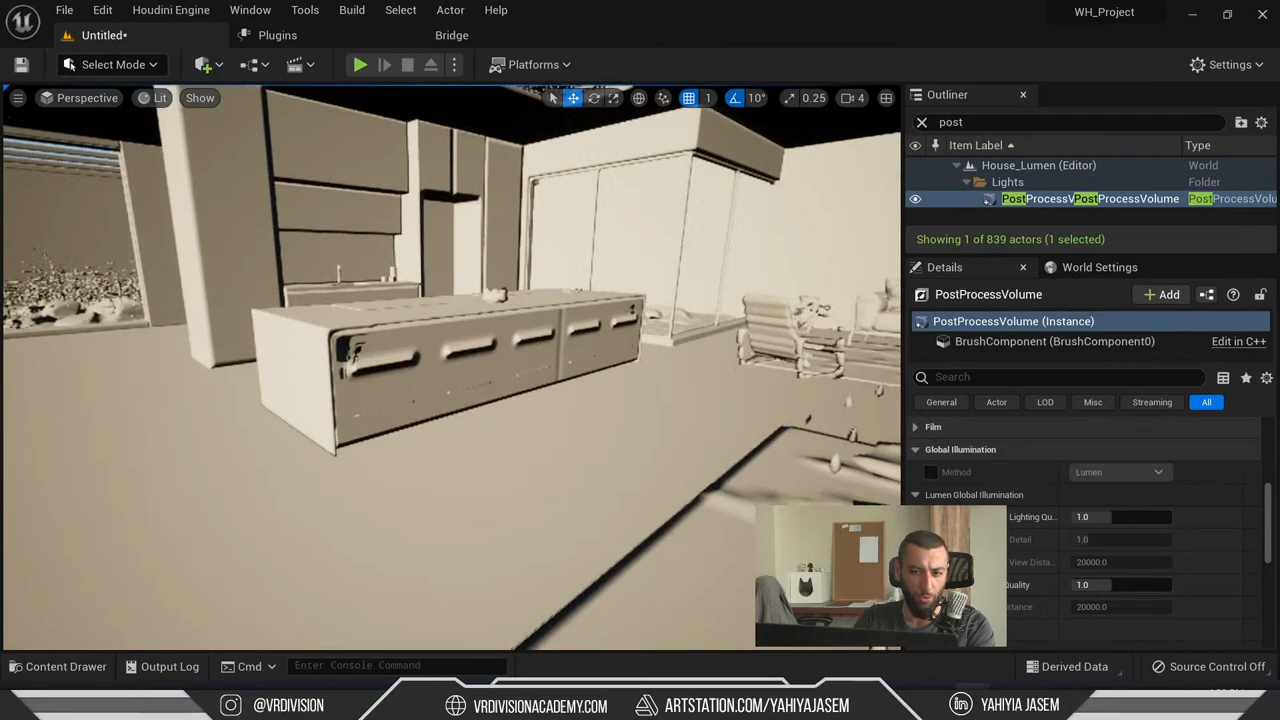 File Edit Houdini Engine Window Tools Build Select Actor Help
WH_Project
Untitled*
Plugins
Bridge
Select Mode
Platforms
Settings
Perspective
Lit
Show
1
10°
0.25
4
Outliner
post
Item Label
Type
House_Lumen (Editor)
World
Lights
Folder
PostProcessVPostProcessVolume
PostProcessVolu
Showing 1 of 839 actors (1 selected)
Details
World Settings
PostProcessVolume
Add
PostProcessVolume (Instance)
BrushComponent (BrushComponent0)
Edit in C++
Search
General
Actor
LOD
Misc
Streaming
All
Film
Global Illumination
Method
Lumen
Lumen Global Illumination
Lighting Qu...
1.0
Detail
1.0
View Dista...
20000.0
Quality
1.0
istance
20000.0
Content Drawer
Output Log
Cmd
Enter Console Command
Derived Data
Source Control Off
@VRDIVISION
VRDIVISIONACADEMY.COM
ARTSTATION.COM/YAHIYAJASEM
YAHIYIA JASEM